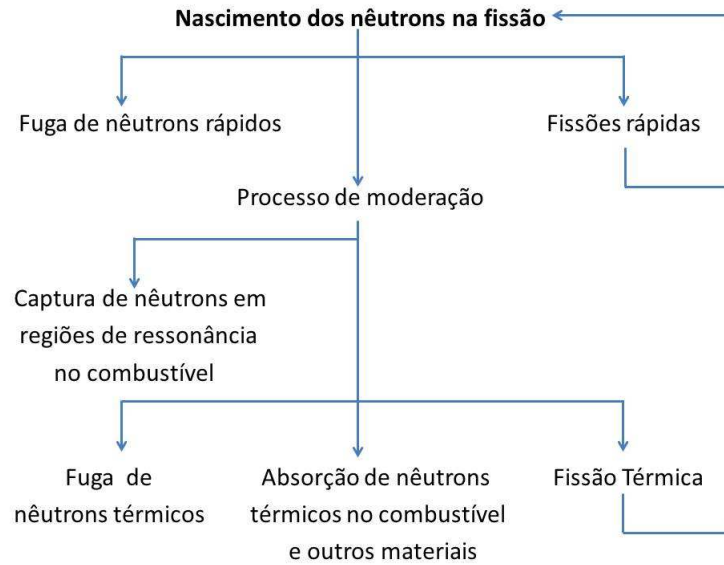 Nascimento dos nêutrons na fissão
Fuga de nêutrons rápidos
Fissões rápidas
Processo de moderação
Captura de nêutrons em
regiões de ressonância
no combustível
Fuga de
nêutrons térmicos
Absorção de nêutrons
térmicos no combustível
e outros materiais
Fissão Térmica